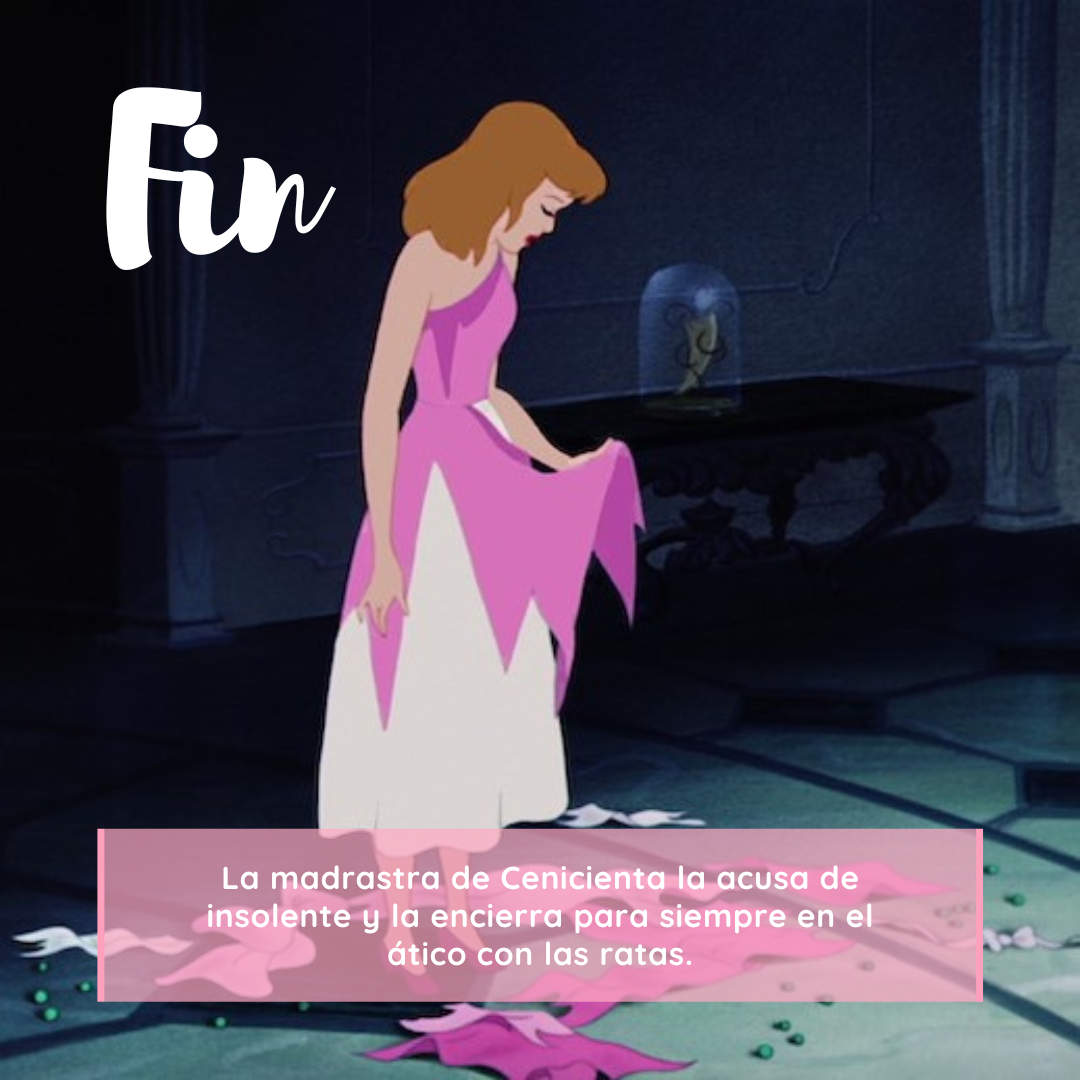 Fin
La madrastra de Cenicienta la acusa de
insolente y la encierra para siempre en el
ático con las ratas.